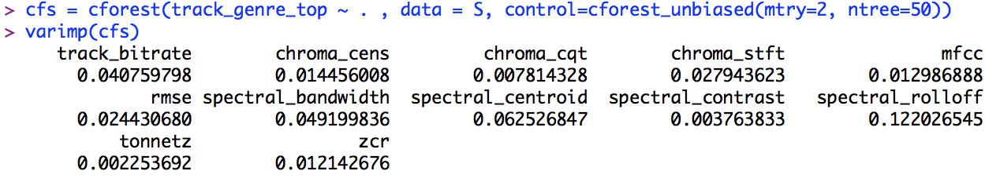 > cfs = cforest(track_genre_top ~ . , data = S, control=cforest_unbiased(mtry=2, ntree=50))
> varimp(cfs)
track_bitrate chroma_cens chroma_cqt chroma_stft mfcc
0.040759798 0.014456008 0.007814328 0.027943623 0.012986888
rmse spectral_bandwidth spectral_centroid spectral_contrast spectral_rolloff
0.024430680 0.049199836 0.062526847 0.003763833 0.122026545
tonnetz zcr
0.002253692 0.012142676